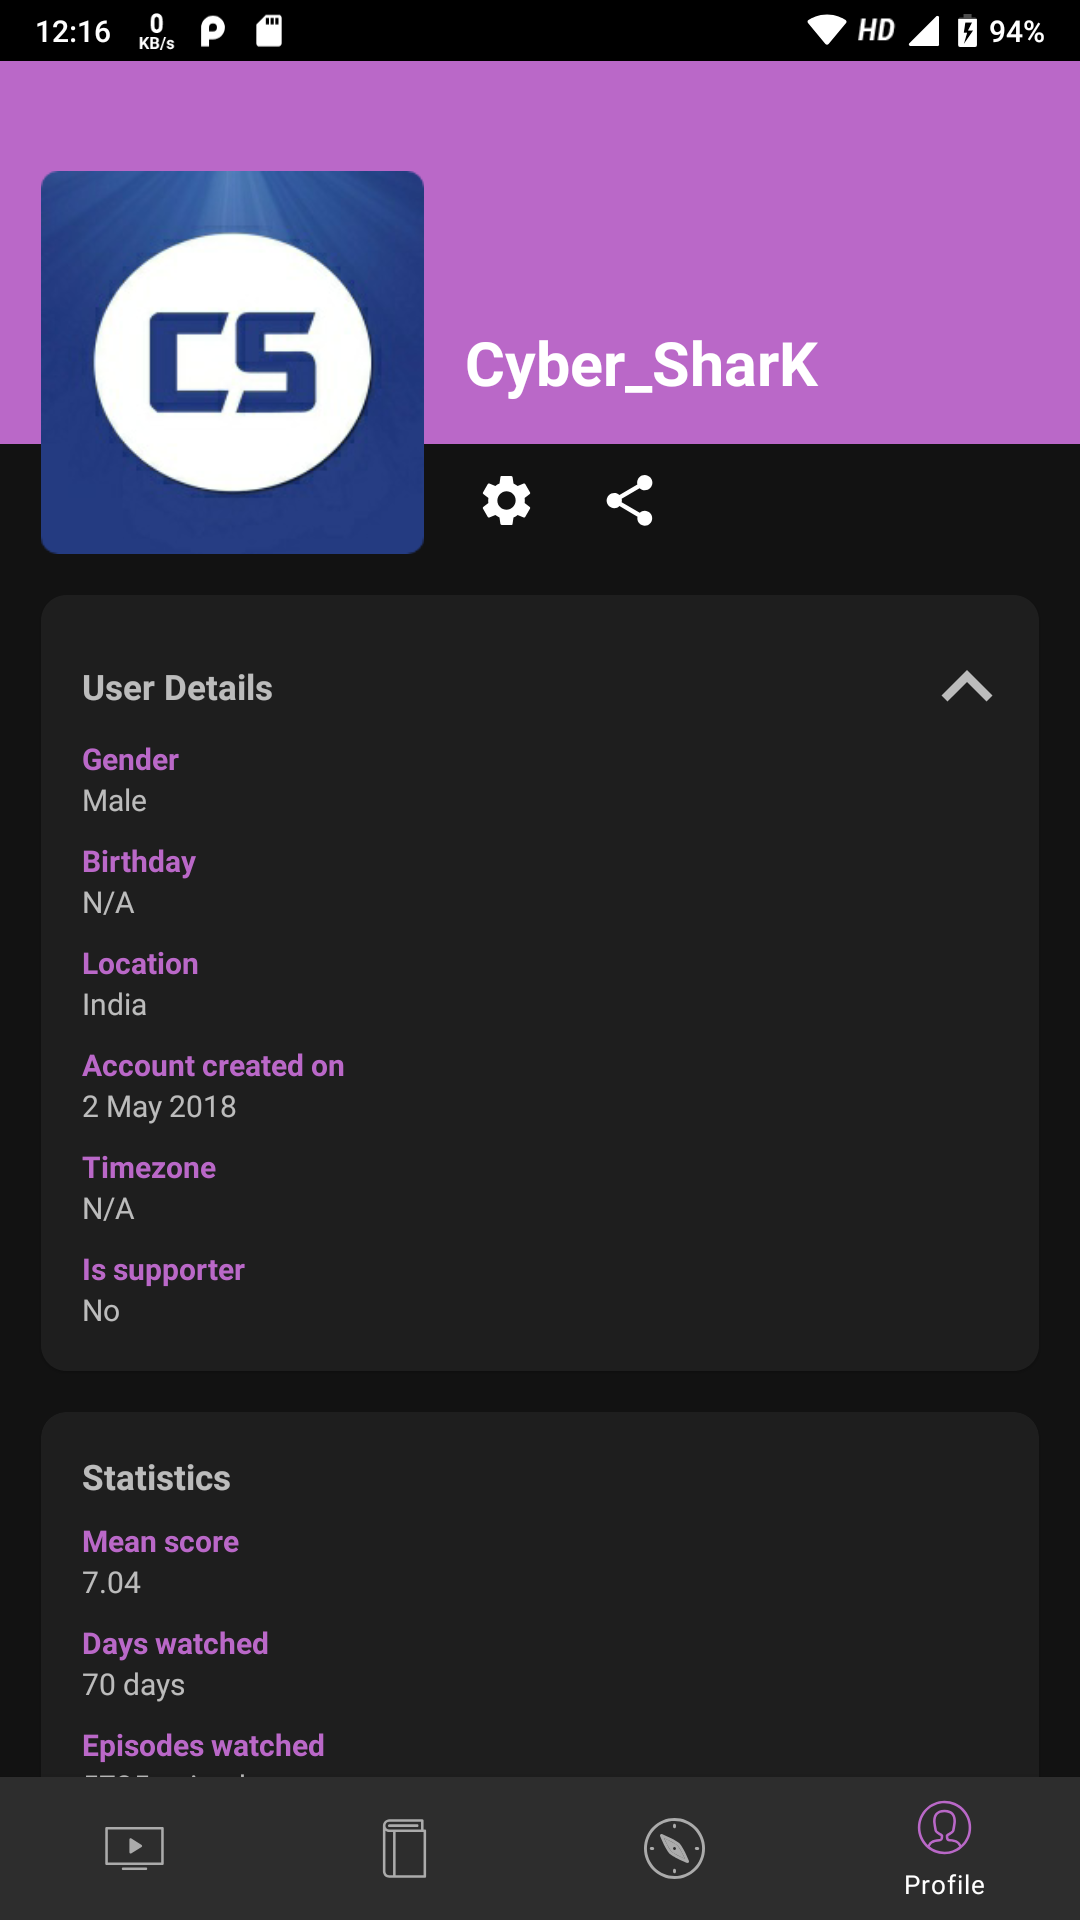 12:16 0 KB/s HD 94%
CS
Cyber_SharK
User Details
Gender
Male
Birthday
N/A
Location
India
Account created on
2 May 2018
Timezone
N/A
Is supporter
No
Statistics
Mean score
7.04
Days watched
70 days
Episodes watched
Profile